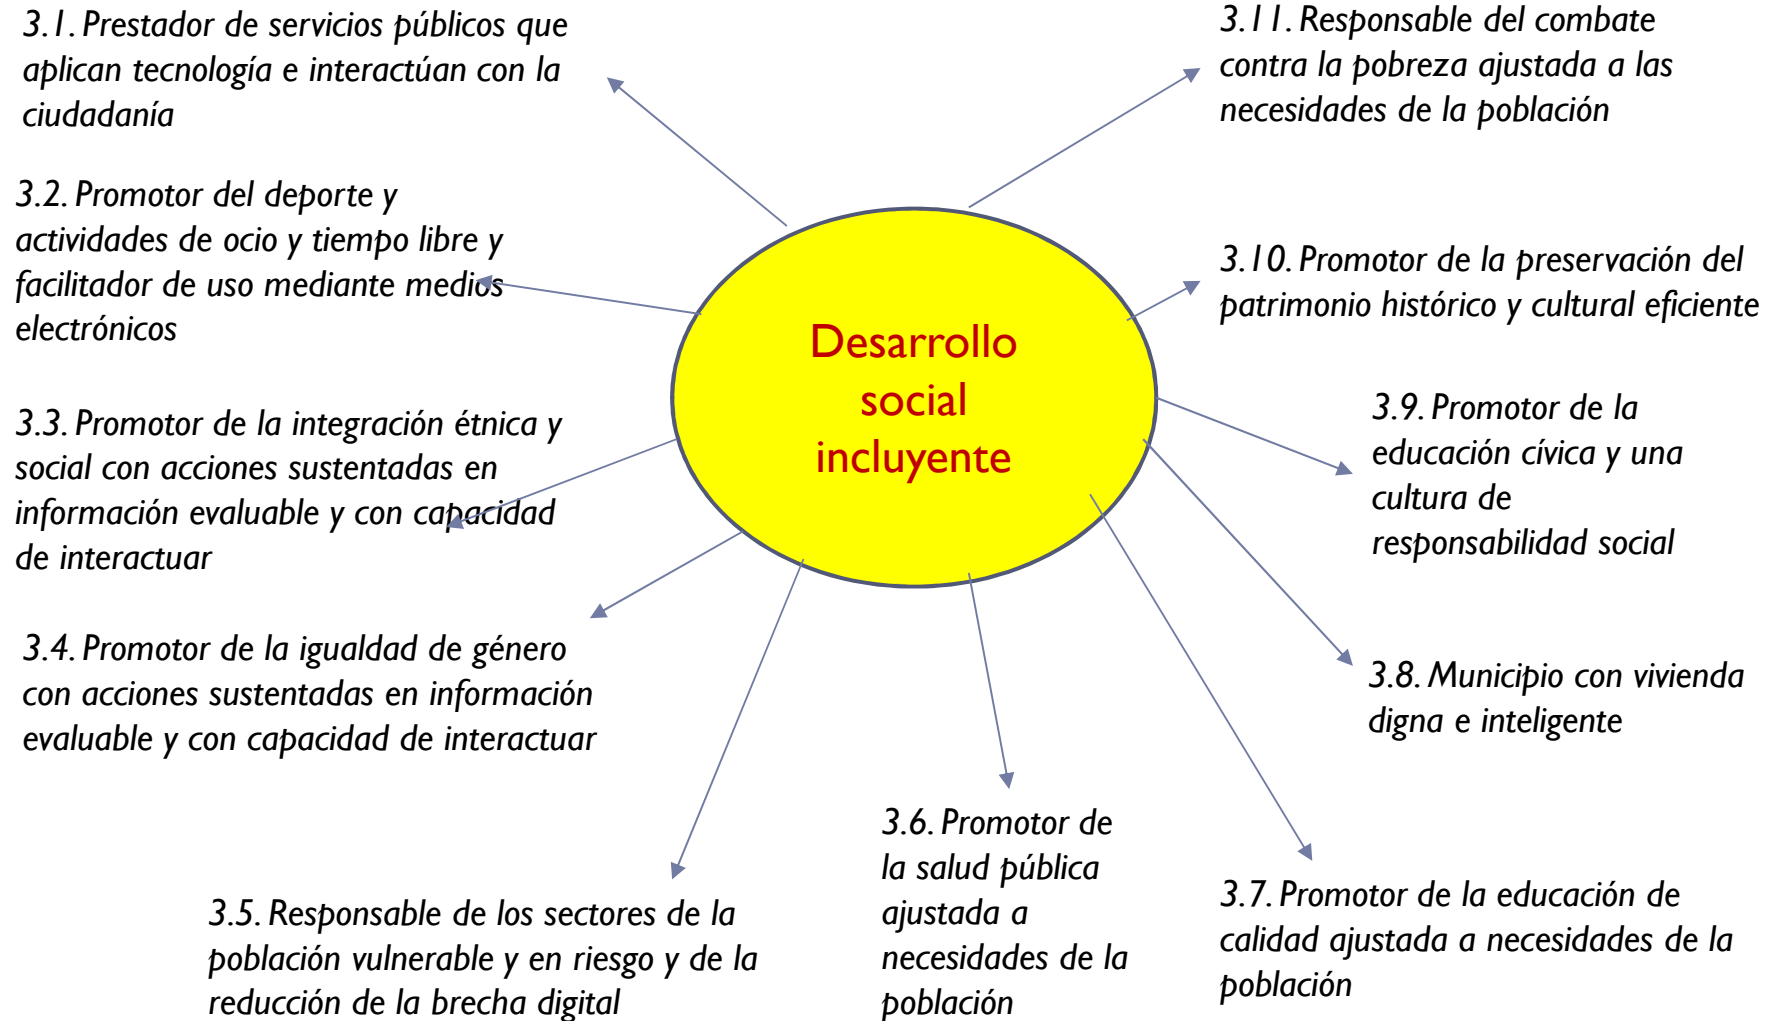 3.1. Prestador de servicios públicos que
aplican tecnología e interactúan con la
ciudadanía
3.2. Promotor del deporte y
actividades de ocio y tiempo libre y
facilitador de uso mediante medios
electrónicos
3.3. Promotor de la integración étnica y
social con acciones sustentadas en
información evaluable y con capacidad
de interactuar
3.4. Promotor de la igualdad de género
con acciones sustentadas en información
evaluable y con capacidad de interactuar
3.5. Responsable de los sectores de la
población vulnerable y en riesgo y de la
reducción de la brecha digital
Desarrollo
social
incluyente
3.6. Promotor de
la salud pública
ajustada a
necesidades de la
población
3.7. Promotor de la educación de
calidad ajustada a necesidades de la
población
3.8. Municipio con vivienda
digna e inteligente
3.9. Promotor de la
educación cívica y una
cultura de
responsabilidad social
3.10. Promotor de la preservación del
patrimonio histórico y cultural eficiente
3.11. Responsable del combate
contra la pobreza ajustada a las
necesidades de la población